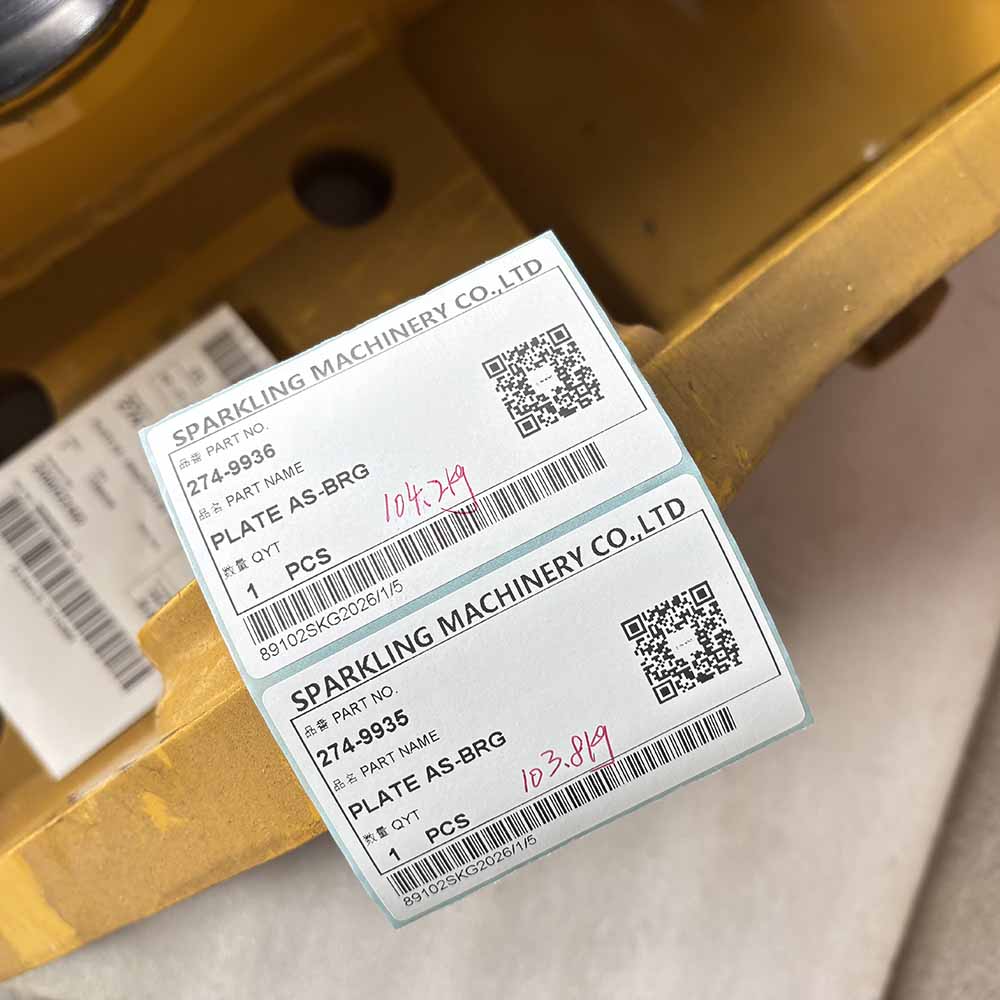 SPARKLING MACHINERY CO.,LTD
品番 PART NO.
274-9936
品名 PART NAME
PLATE AS-BRG
104.2kg
数量 QYT
1 PCS
89102SKG2026/1/5
SPARKLING MACHINERY CO.,LTD
品番 PART NO.
274-9935
品名 PART NAME
PLATE AS-BRG
103.8kg
数量 QYT
1 PCS
89102SKG2026/1/5